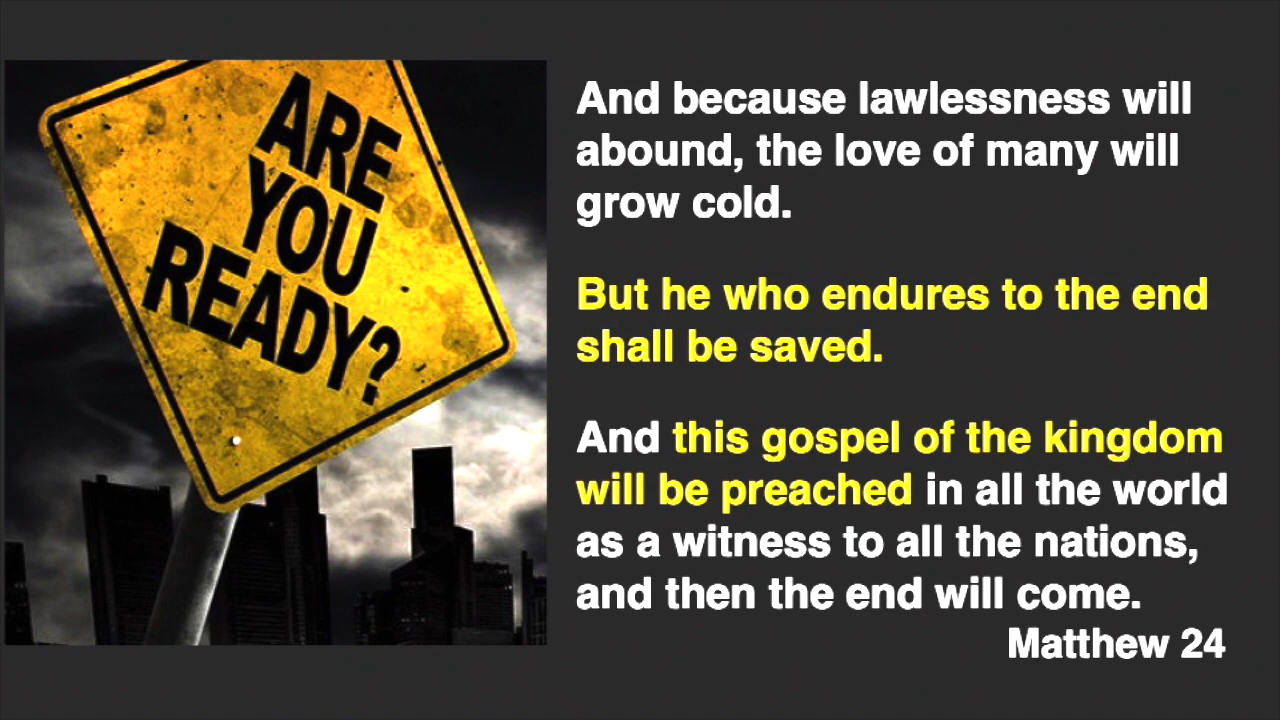 ARE
YOU
READY?
And because lawlessness will
abound, the love of many will
grow cold.
But he who endures to the end
shall be saved.
And this gospel of the kingdom
will be preached in all the world
as a witness to all the nations,
and then the end will come.
Matthew 24